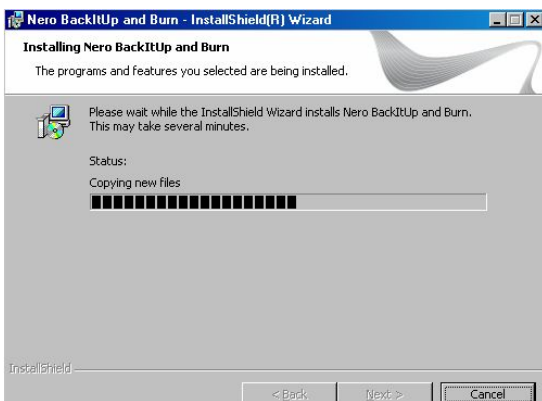 Nero BackItUp and Burn - InstallShield(R) Wizard
Installing Nero BackItUp and Burn
The programs and features you selected are being installed.
Please wait while the InstallShield Wizard installs Nero BackItUp and Burn.
This may take several minutes.
Status:
Copying new files
InstallShield
< Back Next > Cancel